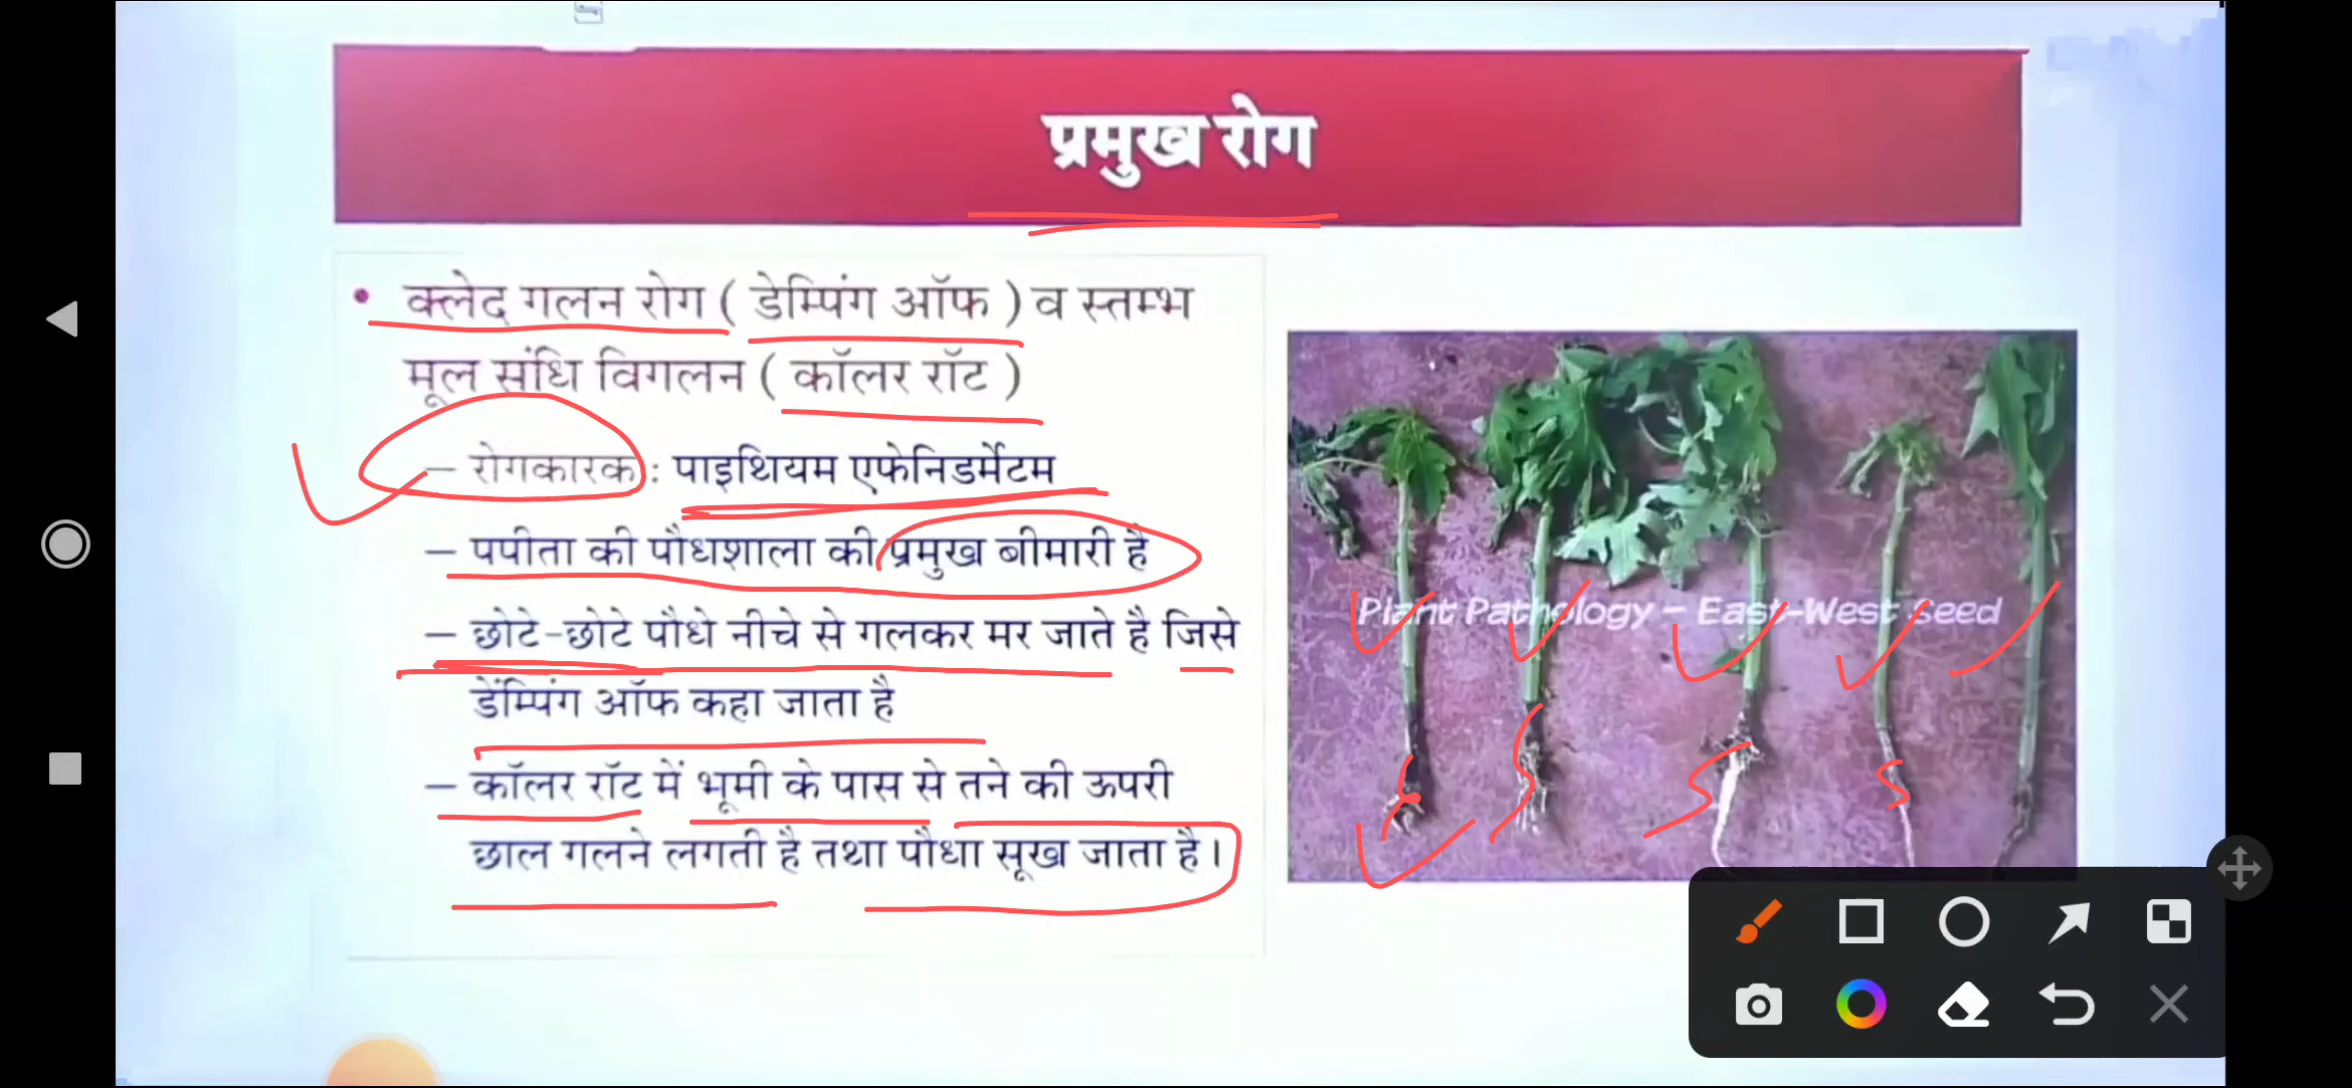 प्रमुख रोग
• क्लेद गलन रोग ( डेम्पिंग ऑफ ) व स्तम्भ
मूल संधि विगलन ( कॉलर रॉट )
– रोगकारक : पाइथियम एफेनिडर्मेटम
– पपीता की पौधशाला की प्रमुख बीमारी है
– छोटे-छोटे पौधे नीचे से गलकर मर जाते है जिसे
डेंम्पिंग ऑफ कहा जाता है
– कॉलर रॉट में भूमी के पास से तने की ऊपरी
छाल गलने लगती है तथा पौधा सूख जाता है ।
Plant Pathology – East-West seed